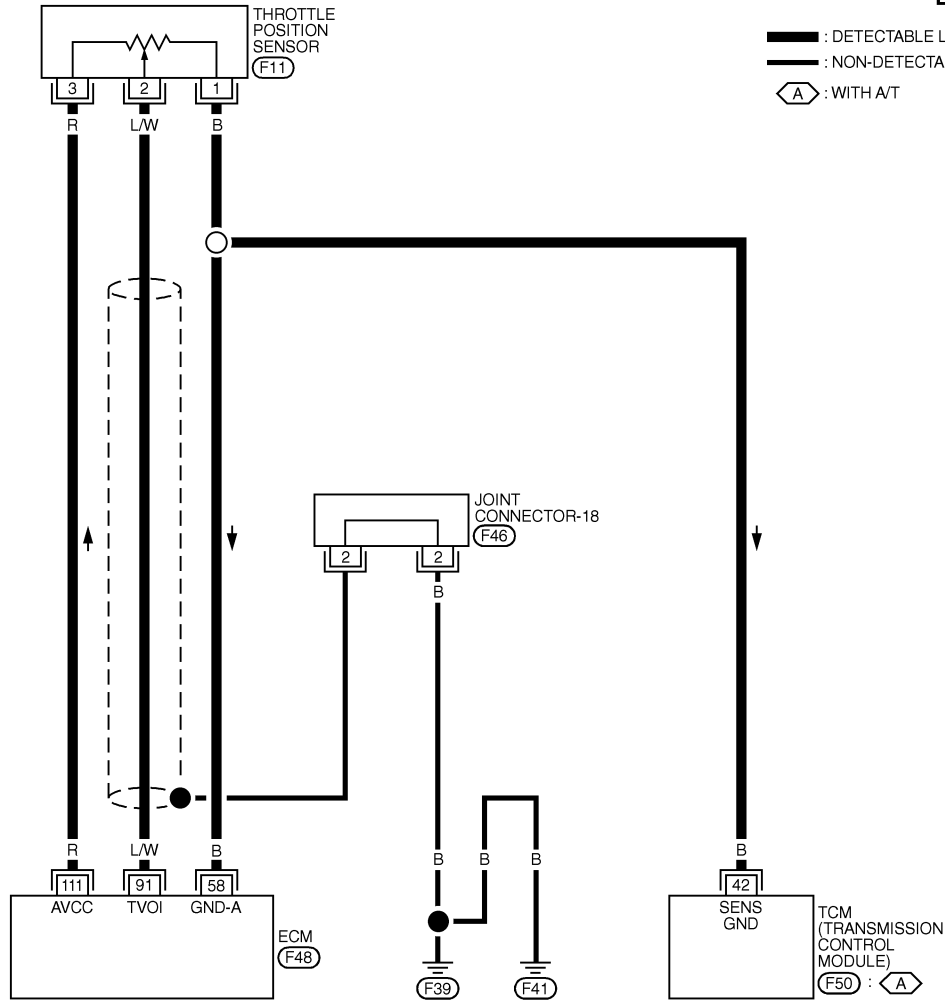 THROTTLE
POSITION
SENSOR
F11
: DETECTABLE L
: NON-DETECTA
A : WITH A/T
3 2 1
R L/W B
JOINT
CONNECTOR-18
F46
2 2
B
B B B
R L/W B
B
111 91 58
42
AVCC TVOI GND-A
SENS
GND
ECM
F48
TCM
(TRANSMISSION
CONTROL
MODULE)
F50 : A
F39 F41